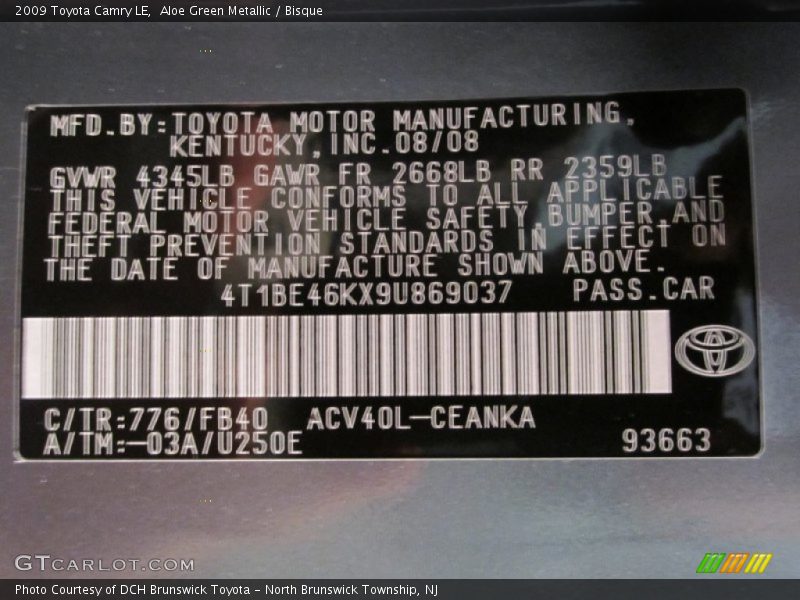 2009 Toyota Camry LE,  Aloe Green Metallic / Bisque
MFD.BY:TOYOTA MOTOR MANUFACTURING,
KENTUCKY,INC.08/08
GVWR 4345LB GAWR FR 2668LB RR 2359LB
THIS VEHICLE CONFORMS TO ALL APPLICABLE
FEDERAL MOTOR VEHICLE SAFETY,BUMPER,AND
THEFT PREVENTION STANDARDS IN EFFECT ON
THE DATE OF MANUFACTURE SHOWN ABOVE.
4T1BE46KX9U869037 PASS.CAR
C/TR:776/FB40 ACV40L-CEANKA
A/TM:-03A/U250E 93663
GTCARLOT.COM
Photo Courtesy of DCH Brunswick Toyota - North Brunswick Township, NJ